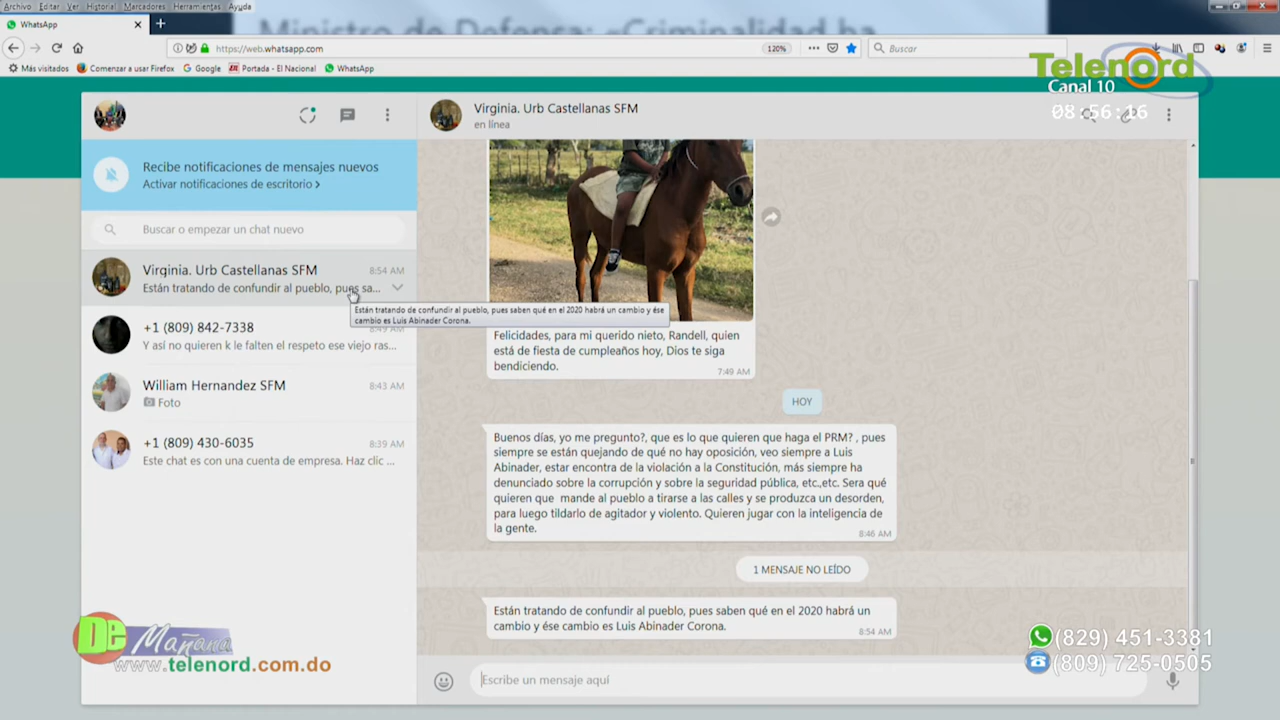 Archivo Editar Ver Historial Marcadores Herramientas Ayuda
Ministro de Defensa: «Criminalidad ha
WhatsApp
https://web.whatsapp.com
120%
Buscar
Más visitados Comenzar a usar Firefox Google Portada - El Nacional WhatsApp
Telenord
Canal 10
08:56:16
Virginia. Urb Castellanas SFM
en línea
Recibe notificaciones de mensajes nuevos
Activar notificaciones de escritorio >
Buscar o empezar un chat nuevo
Virginia. Urb Castellanas SFM 8:54 AM
Están tratando de confundir al pueblo, pues sa...
Están tratando de confundir al pueblo, pues saben qué en el 2020 habrá un cambio y ése
cambio es Luis Abinader Corona.
+1 (809) 842-7338 8:49 AM
Y así no quieren k le falten el respeto ese viejo ras...
William Hernandez SFM 8:43 AM
Foto
+1 (809) 430-6035 8:39 AM
Este chat es con una cuenta de empresa. Haz clic ...
Felicidades, para mi querido nieto, Randell, quien
está de fiesta de cumpleaños hoy, Dios te siga
bendiciendo.
7:49 AM
HOY
Buenos días, yo me pregunto?, que es lo que quieren que haga el PRM? , pues
siempre se están quejando de qué no hay oposición, veo siempre a Luis
Abinader, estar encontra de la violación a la Constitución, más siempre ha
denunciado sobre la corrupción y sobre la seguridad pública, etc.,etc. Sera qué
quieren que mande al pueblo a tirarse a las calles y se produzca un desorden,
para luego tildarlo de agitador y violento. Quieren jugar con la inteligencia de
la gente.
8:46 AM
1 MENSAJE NO LEÍDO
Están tratando de confundir al pueblo, pues saben qué en el 2020 habrá un
cambio y ése cambio es Luis Abinader Corona.
8:54 AM
Escribe un mensaje aquí
De Mañana
www.telenord.com.do
(829) 451-3381
(809) 725-0505